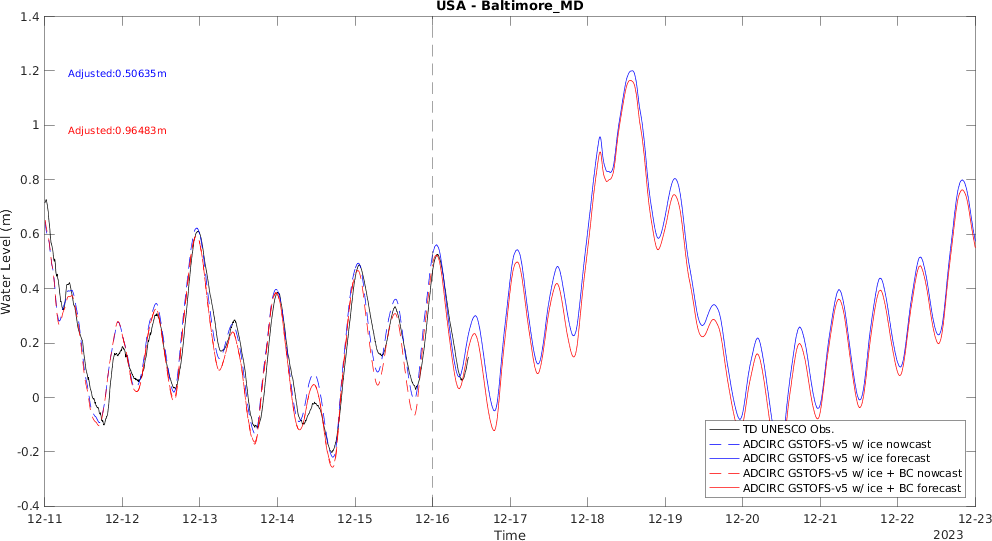 USA - Baltimore_MD
1.4
1.2
1
0.8
0.6
0.4
0.2
0
-0.2
-0.4
Water Level (m)
Adjusted:0.50635m
Adjusted:0.96483m
TD UNESCO Obs.
ADCIRC GSTOFS-v5 w/ ice nowcast
ADCIRC GSTOFS-v5 w/ ice forecast
ADCIRC GSTOFS-v5 w/ ice + BC nowcast
ADCIRC GSTOFS-v5 w/ ice + BC forecast
12-11 12-12 12-13 12-14 12-15 12-16 12-17 12-18 12-19 12-20 12-21 12-22 12-23
Time
2023